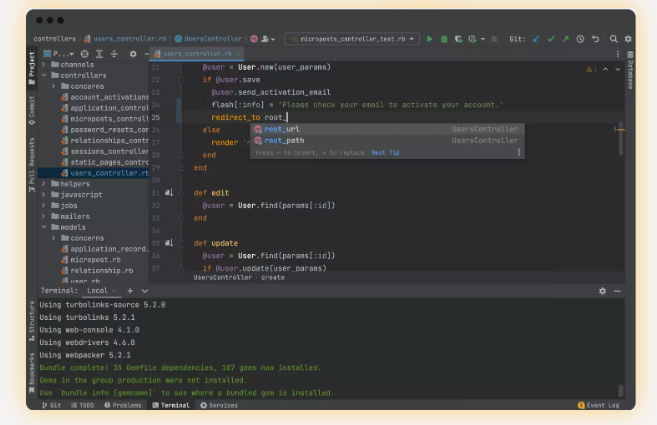 controllers users_controller.rb UsersController micropests_controller_test.rb Git:
P... users_controller.rb
Project
Commit
Pull Requests
Structure
Bookmarks
Database
channels
controllers
concerns
account_activations
application_control
microposts_controll
password_resets_con
relationships_contr
sessions_controller
static_pages_contro
users_controller.rb
helpers
javascript
jobs
mailers
models
concerns
application_record.
micropost.rb
relationship.rb
user.rb
21 @user = User.new(user_params)
22 if @user.save
23 @user.send_activation_email
24 flash[:info] = 'Please check your email to activate your account.'
25 redirect_to root_
26 else
27 render
28 end
29 end
30
31 def edit
32 @user = User.find(params[:id])
33 end
34
35 def update
36 @user = User.find(params[:id])
37 if @user.update(user_params)
root_url UsersController
root_path UsersController
Press ⏎ to insert, ⇥ to replace Next Tip
UsersController create
Terminal: Local
Using turbolinks-source 5.2.0
Using turbolinks 5.2.1
Using web-console 4.1.0
Using webdrivers 4.6.0
Using webpacker 5.2.1
Bundle complete! 35 Gemfile dependencies, 107 gems now installed.
Gems in the group production were not installed.
Use `bundle info [gemname]` to see where a bundled gem is installed.
Git TODO Problems Terminal Services 1 Event Log